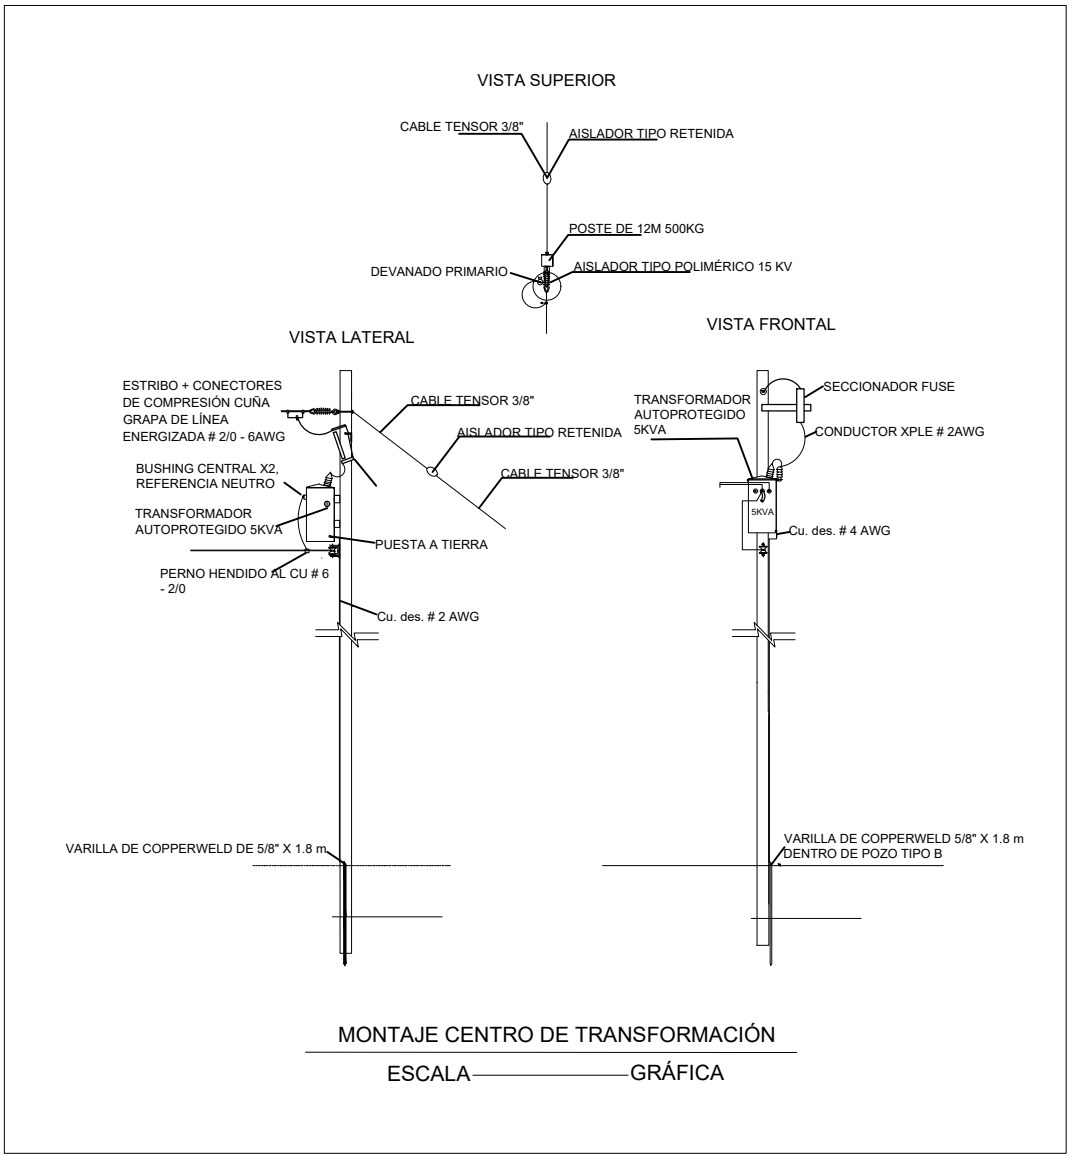 VISTA SUPERIOR
CABLE TENSOR 3/8"
AISLADOR TIPO RETENIDA
POSTE DE 12M 500KG
DEVANADO PRIMARIO
AISLADOR TIPO POLIMÉRICO 15 KV
VISTA LATERAL
ESTRIBO + CONECTORES
DE COMPRESIÓN CUÑA
GRAPA DE LÍNEA
ENERGIZADA # 2/0 - 6AWG
CABLE TENSOR 3/8"
AISLADOR TIPO RETENIDA
CABLE TENSOR 3/8"
BUSHING CENTRAL X2,
REFERENCIA NEUTRO
TRANSFORMADOR
AUTOPROTEGIDO 5KVA
PUESTA A TIERRA
PERNO HENDIDO AL CU # 6
- 2/0
Cu. des. # 2 AWG
VARILLA DE COPPERWELD DE 5/8" X 1.8 m
VISTA FRONTAL
SECCIONADOR FUSE
TRANSFORMADOR
AUTOPROTEGIDO
5KVA
CONDUCTOR XPLE # 2AWG
5KVA
Cu. des. # 4 AWG
VARILLA DE COPPERWELD 5/8" X 1.8 m
DENTRO DE POZO TIPO B
MONTAJE CENTRO DE TRANSFORMACIÓN
ESCALA GRÁFICA